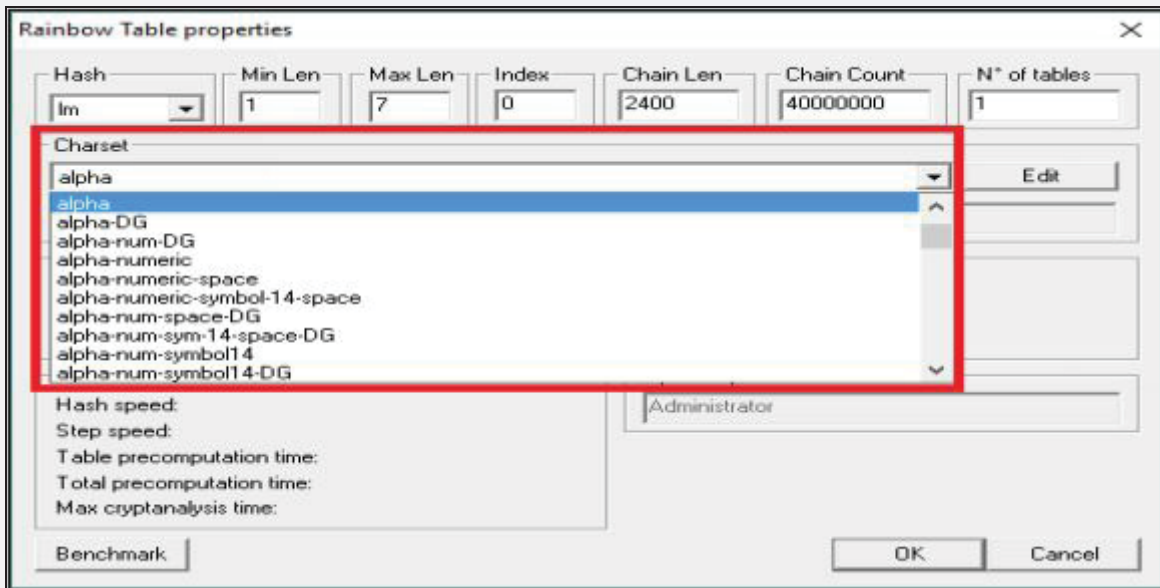 Rainbow Table properties
Hash Min Len Max Len Index Chain Len Chain Count N° of tables
lm 1 7 0 2400 40000000 1
Charset
alpha Edit
alpha
alpha-DG
alpha-num-DG
alpha-numeric
alpha-numeric-space
alpha-numeric-symbol-14-space
alpha-num-space-DG
alpha-num-sym-14-space-DG
alpha-num-symbol14
alpha-num-symbol14-DG
Hash speed: Administrator
Step speed:
Table precomputation time:
Total precomputation time:
Max cryptanalysis time:
Benchmark OK Cancel